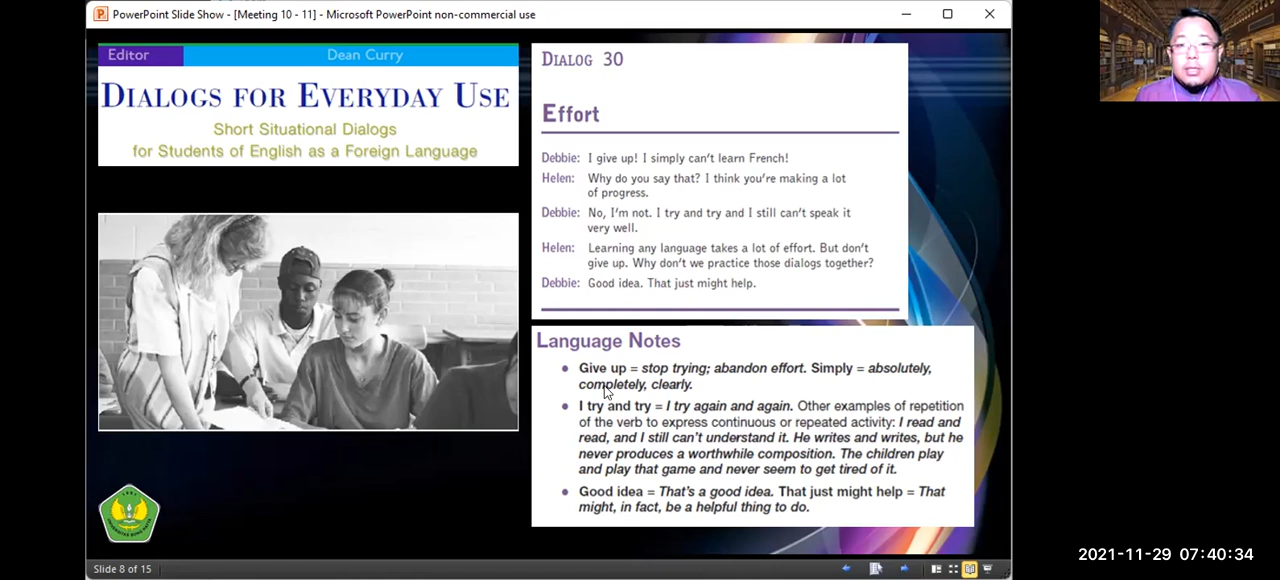 PowerPoint Slide Show - [Meeting 10 - 11] - Microsoft PowerPoint non-commercial use
Editor
Dean Curry
DIALOGS FOR EVERYDAY USE
Short Situational Dialogs
for Students of English as a Foreign Language
DIALOG 30
Effort
Debbie: I give up! I simply can't learn French!
Helen: Why do you say that? I think you're making a lot
of progress.
Debbie: No, I'm not. I try and try and I still can't speak it
very well.
Helen: Learning any language takes a lot of effort. But don't
give up. Why don't we practice those dialogs together?
Debbie: Good idea. That just might help.
Language Notes
• Give up = stop trying; abandon effort. Simply = absolutely,
completely, clearly.
• I try and try = I try again and again. Other examples of repetition
of the verb to express continuous or repeated activity: I read and
read, and I still can't understand it. He writes and writes, but he
never produces a worthwhile composition. The children play
and play that game and never seem to get tired of it.
• Good idea = That's a good idea. That just might help = That
might, in fact, be a helpful thing to do.
Slide 8 of 15
2021-11-29 07:40:34